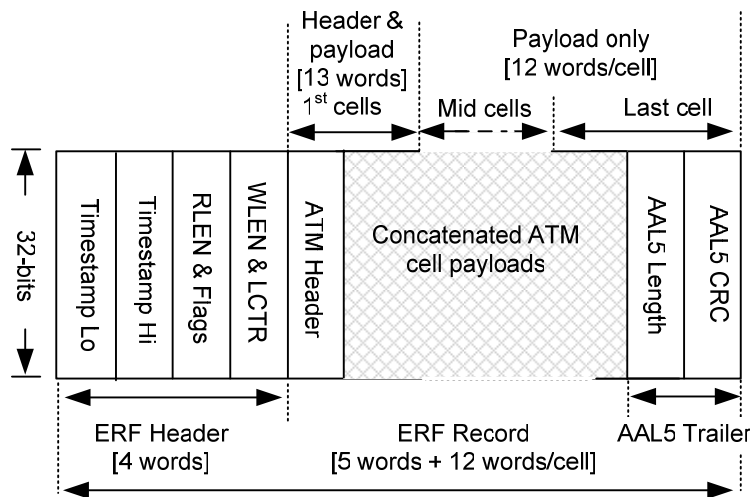 Header &
payload
[13 words]
1st cells
Payload only
[12 words/cell]
Mid cells
Last cell
32-bits
Timestamp Lo
Timestamp Hi
RLEN & Flags
WLEN & LCTR
ATM Header
Concatenated ATM
cell payloads
AAL5 Length
AAL5 CRC
ERF Header
[4 words]
ERF Record
[5 words + 12 words/cell]
AAL5 Trailer